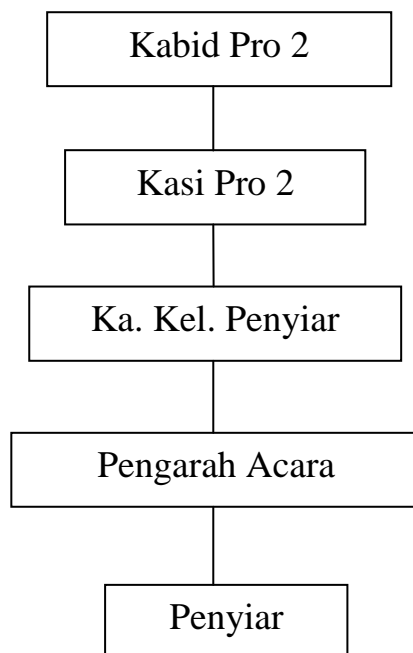 Kabid Pro 2
Kasi Pro 2
Ka. Kel. Penyiar
Pengarah Acara
Penyiar